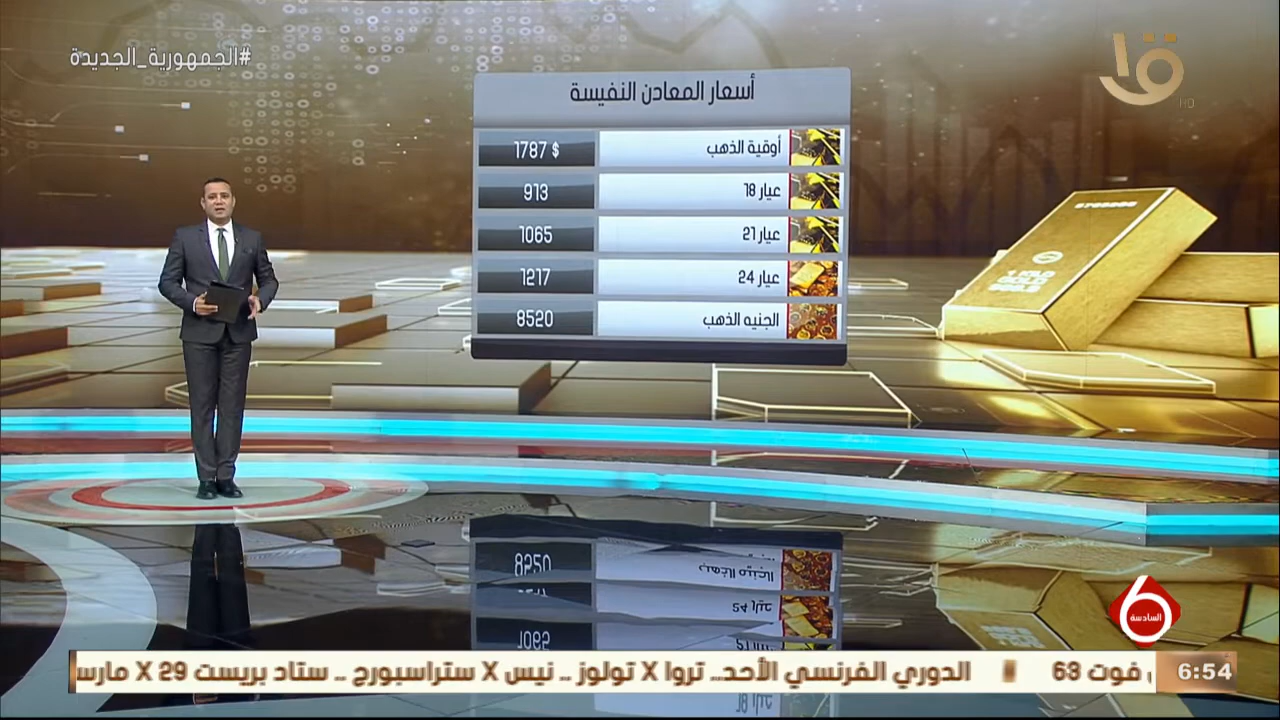 #الجمهورية_الجديدة
HD
أسعار المعادن النفيسة
أوقية الذهب 1787 $
عيار 18 913
عيار 21 1065
عيار 24 1217
الجنيه الذهب 8520
السادسة
6:54 فوت 63 الدوري الفرنسي الأحد.. تروا X تولوز .. نيس X ستراسبورج .. ستاد بريست 29 X مارس